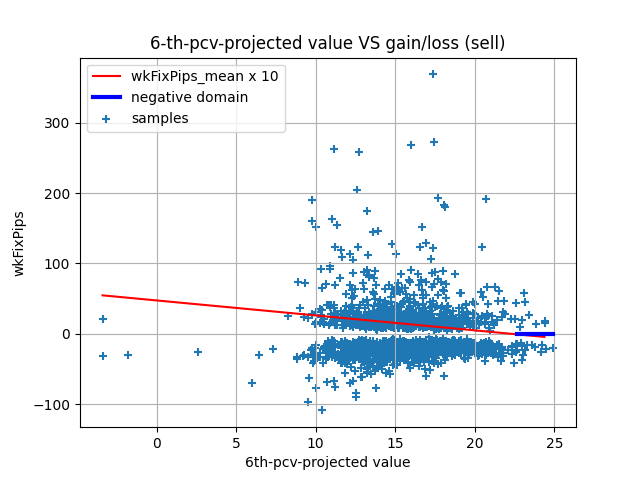 6-th-pcv-projected value VS gain/loss (sell)
wkFixPips_mean x 10
negative domain
samples
wkFixPips
300
200
100
0
−100
0 5 10 15 20 25
6th-pcv-projected value